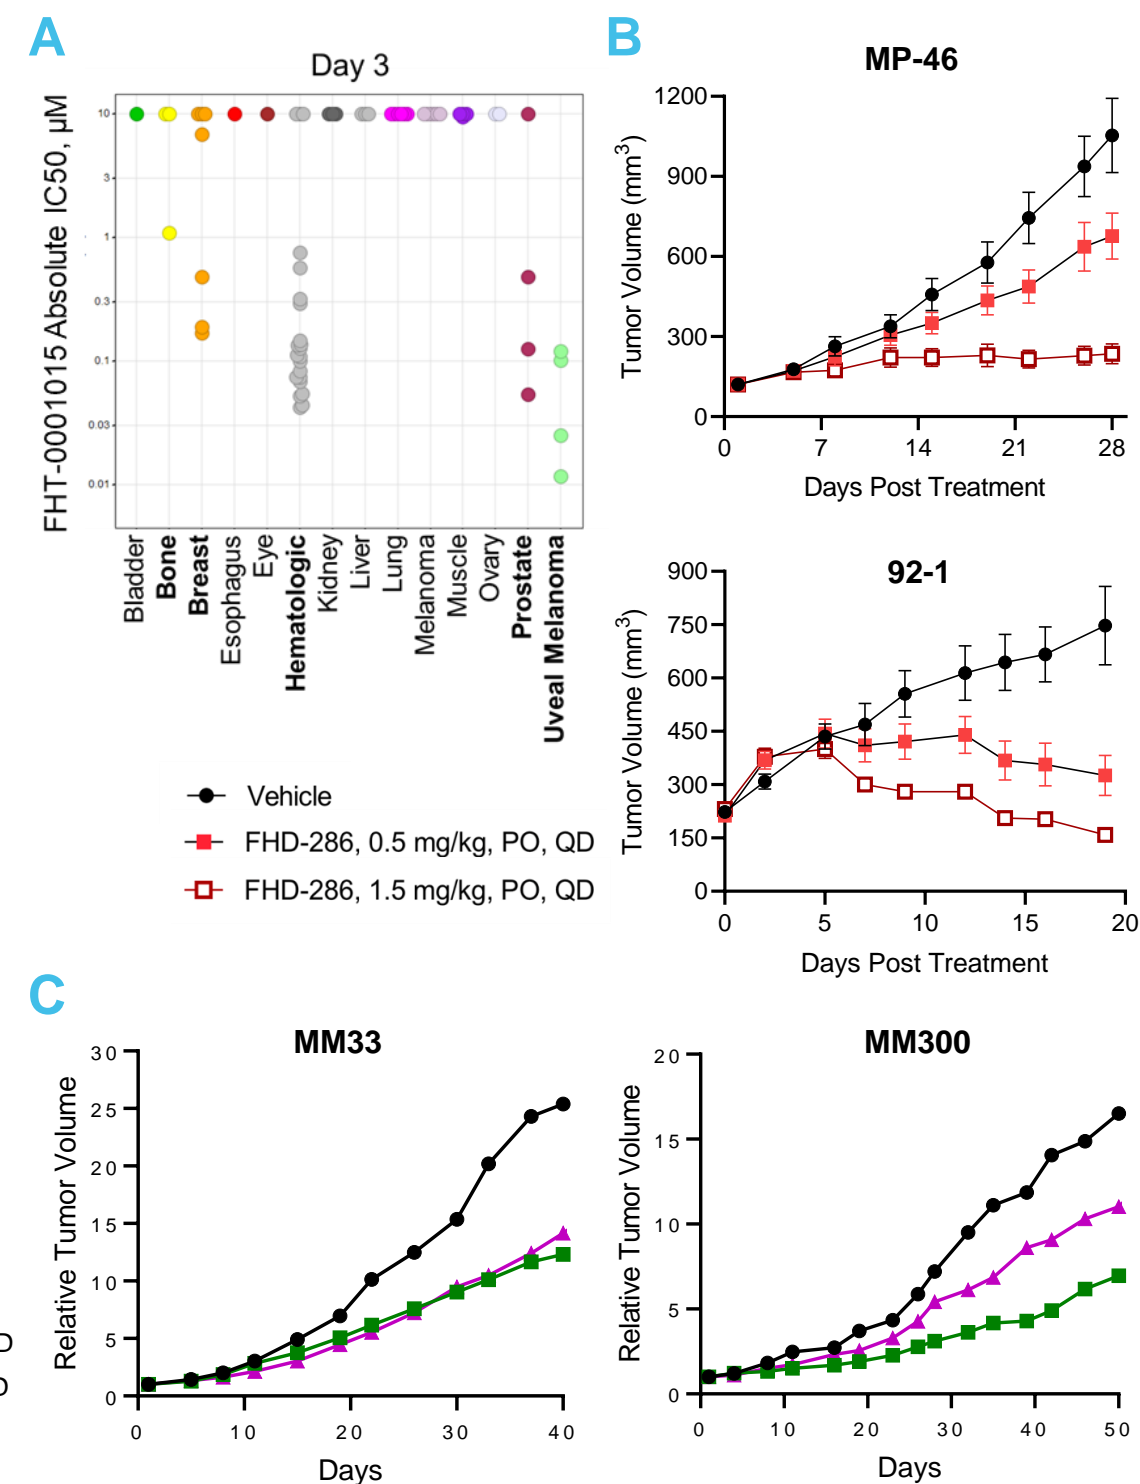 A
Day 3
FHT-0001015 Absolute IC50, µM
10
3
1
0.3
0.1
0.03
0.01
Bladder
Bone
Breast
Esophagus
Eye
Hematologic
Kidney
Liver
Lung
Melanoma
Muscle
Ovary
Prostate
Uveal Melanoma
Vehicle
FHD-286, 0.5 mg/kg, PO, QD
FHD-286, 1.5 mg/kg, PO, QD
B
MP-46
Tumor Volume (mm³)
1200
900
600
300
0
0 7 14 21 28
Days Post Treatment
92-1
Tumor Volume (mm³)
900
750
600
450
300
150
0
0 5 10 15 20
Days Post Treatment
C
MM33
Relative Tumor Volume
30
25
20
15
10
5
0
0 10 20 30 40
Days
MM300
Relative Tumor Volume
20
15
10
5
0
0 10 20 30 40 50
Days